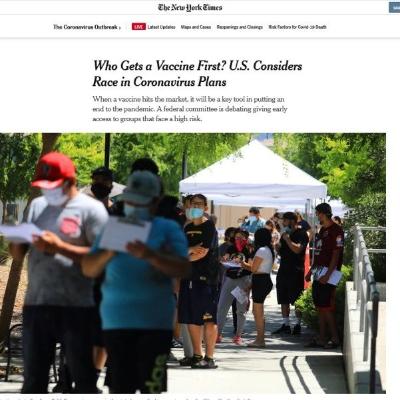 The New York Times
The Coronavirus Outbreak
LIVE Latest Updates Maps and Cases Reopenings and Closings Risk Factors for Covid-19 Death
Who Gets a Vaccine First? U.S. Considers
Race in Coronavirus Plans
When a vaccine hits the market, it will be a key tool in putting an
end to the pandemic. A federal committee is debating giving early
access to groups that face a high risk.